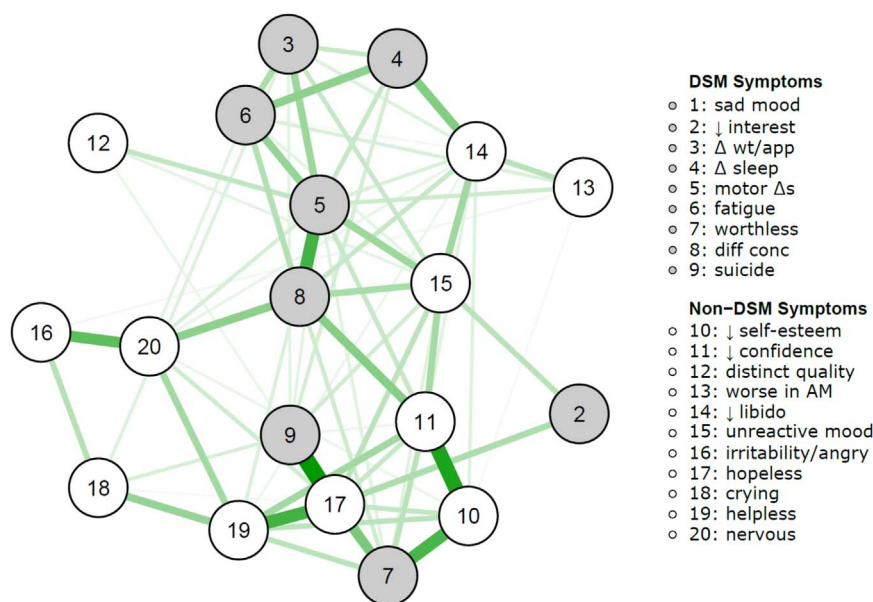 3
4
6
12
14
13
5
15
8
16
20
2
11
9
18
17
10
19
7
DSM Symptoms
1: sad mood
2: ↓ interest
3: Δ wt/app
4: Δ sleep
5: motor Δs
6: fatigue
7: worthless
8: diff conc
9: suicide
Non−DSM Symptoms
10: ↓ self-esteem
11: ↓ confidence
12: distinct quality
13: worse in AM
14: ↓ libido
15: unreactive mood
16: irritability/angry
17: hopeless
18: crying
19: helpless
20: nervous